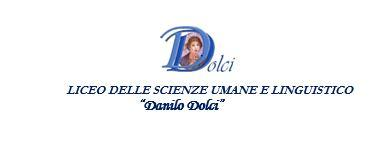 Dolci
LICEO DELLE SCIENZE UMANE E LINGUISTICO
“Danilo Dolci”